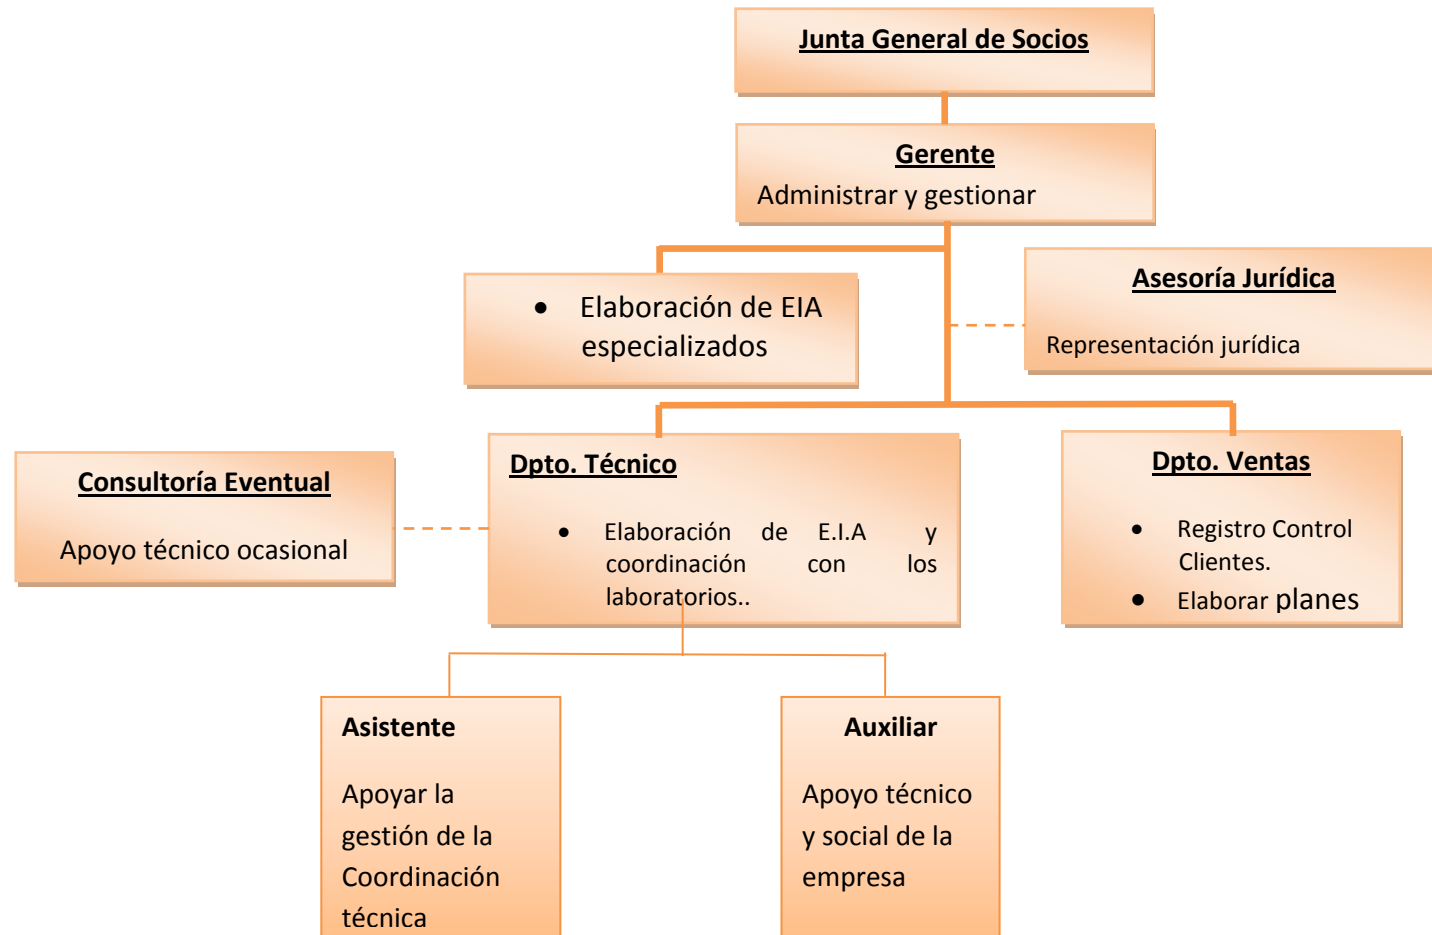 Junta General de Socios
Gerente
Administrar y gestionar
• Elaboración de EIA
especializados
Asesoría Jurídica
Representación jurídica
Consultoría Eventual
Apoyo técnico ocasional
Dpto. Técnico
• Elaboración de E.I.A y
coordinación con los
laboratorios..
Dpto. Ventas
• Registro Control
Clientes.
• Elaborar planes
Asistente
Apoyar la
gestión de la
Coordinación
técnica
Auxiliar
Apoyo técnico
y social de la
empresa